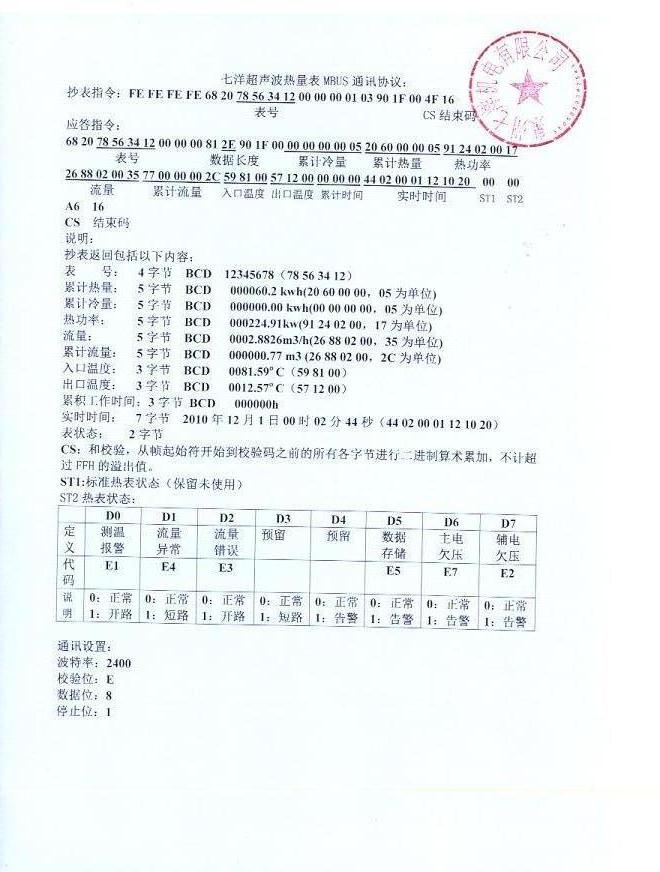 七洋超声波热量表 MBUS 通讯协议：
抄表指令：FE FE FE FE 68 20 78 56 34 12 00 00 00 01 03 90 1F 00 4F 16
表号 CS 结束码
应答指令：
68 20 78 56 34 12 00 00 00 81 2E 90 1F 00 00 00 00 00 05 20 60 00 00 05 91 24 02 00 17
表号 数据长度 累计冷量 累计热量 热功率
26 88 02 00 35 77 00 00 00 2C 59 81 00 57 12 00 00 00 00 44 02 00 01 12 10 20 00 00
流量 累计流量 入口温度 出口温度 累计时间 实时时间 ST1 ST2
A6 16
CS 结束码
说明：
抄表返回包括以下内容：
表 号： 4 字节 BCD 12345678（78 56 34 12）
累计热量： 5 字节 BCD 000060.2 kwh(20 60 00 00，05 为单位)
累计冷量： 5 字节 BCD 000000.00 kwh(00 00 00 00，05 为单位)
热功率： 5 字节 BCD 000224.91kw(91 24 02 00，17 为单位)
流量： 5 字节 BCD 0002.8826m3/h(26 88 02 00，35 为单位)
累计流量： 5 字节 BCD 000000.77 m3 (26 88 02 00，2C 为单位)
入口温度： 3 字节 BCD 0081.59°C（59 81 00）
出口温度： 3 字节 BCD 0012.57°C（57 12 00）
累积工作时间：3 字节 BCD 000000h
实时时间： 7 字节 2010 年 12 月 1 日 00 时 02 分 44 秒（44 02 00 01 12 10 20）
表状态： 2 字节
CS：和校验，从帧起始符开始到校验码之前的所有各字节进行二进制算术累加，不计超
过 FFH 的溢出值。
ST1:标准热表状态（保留未使用）
ST2 热表状态：
D0 D1 D2 D3 D4 D5 D6 D7
定义 测温报警 流量异常 流量错误 预留 预留 数据存储 主电欠压 辅电欠压
代码 E1 E4 E3 E5 E7 E2
说明 0：正常 0：正常 0：正常 0：正常 0：正常 0：正常 0：正常 0：正常
1：开路 1：短路 1：开路 1：短路 1：告警 1：告警 1：告警 1：告警
通讯设置：
波特率：2400
校验位：E
数据位：8
停止位：1
机电有限公司